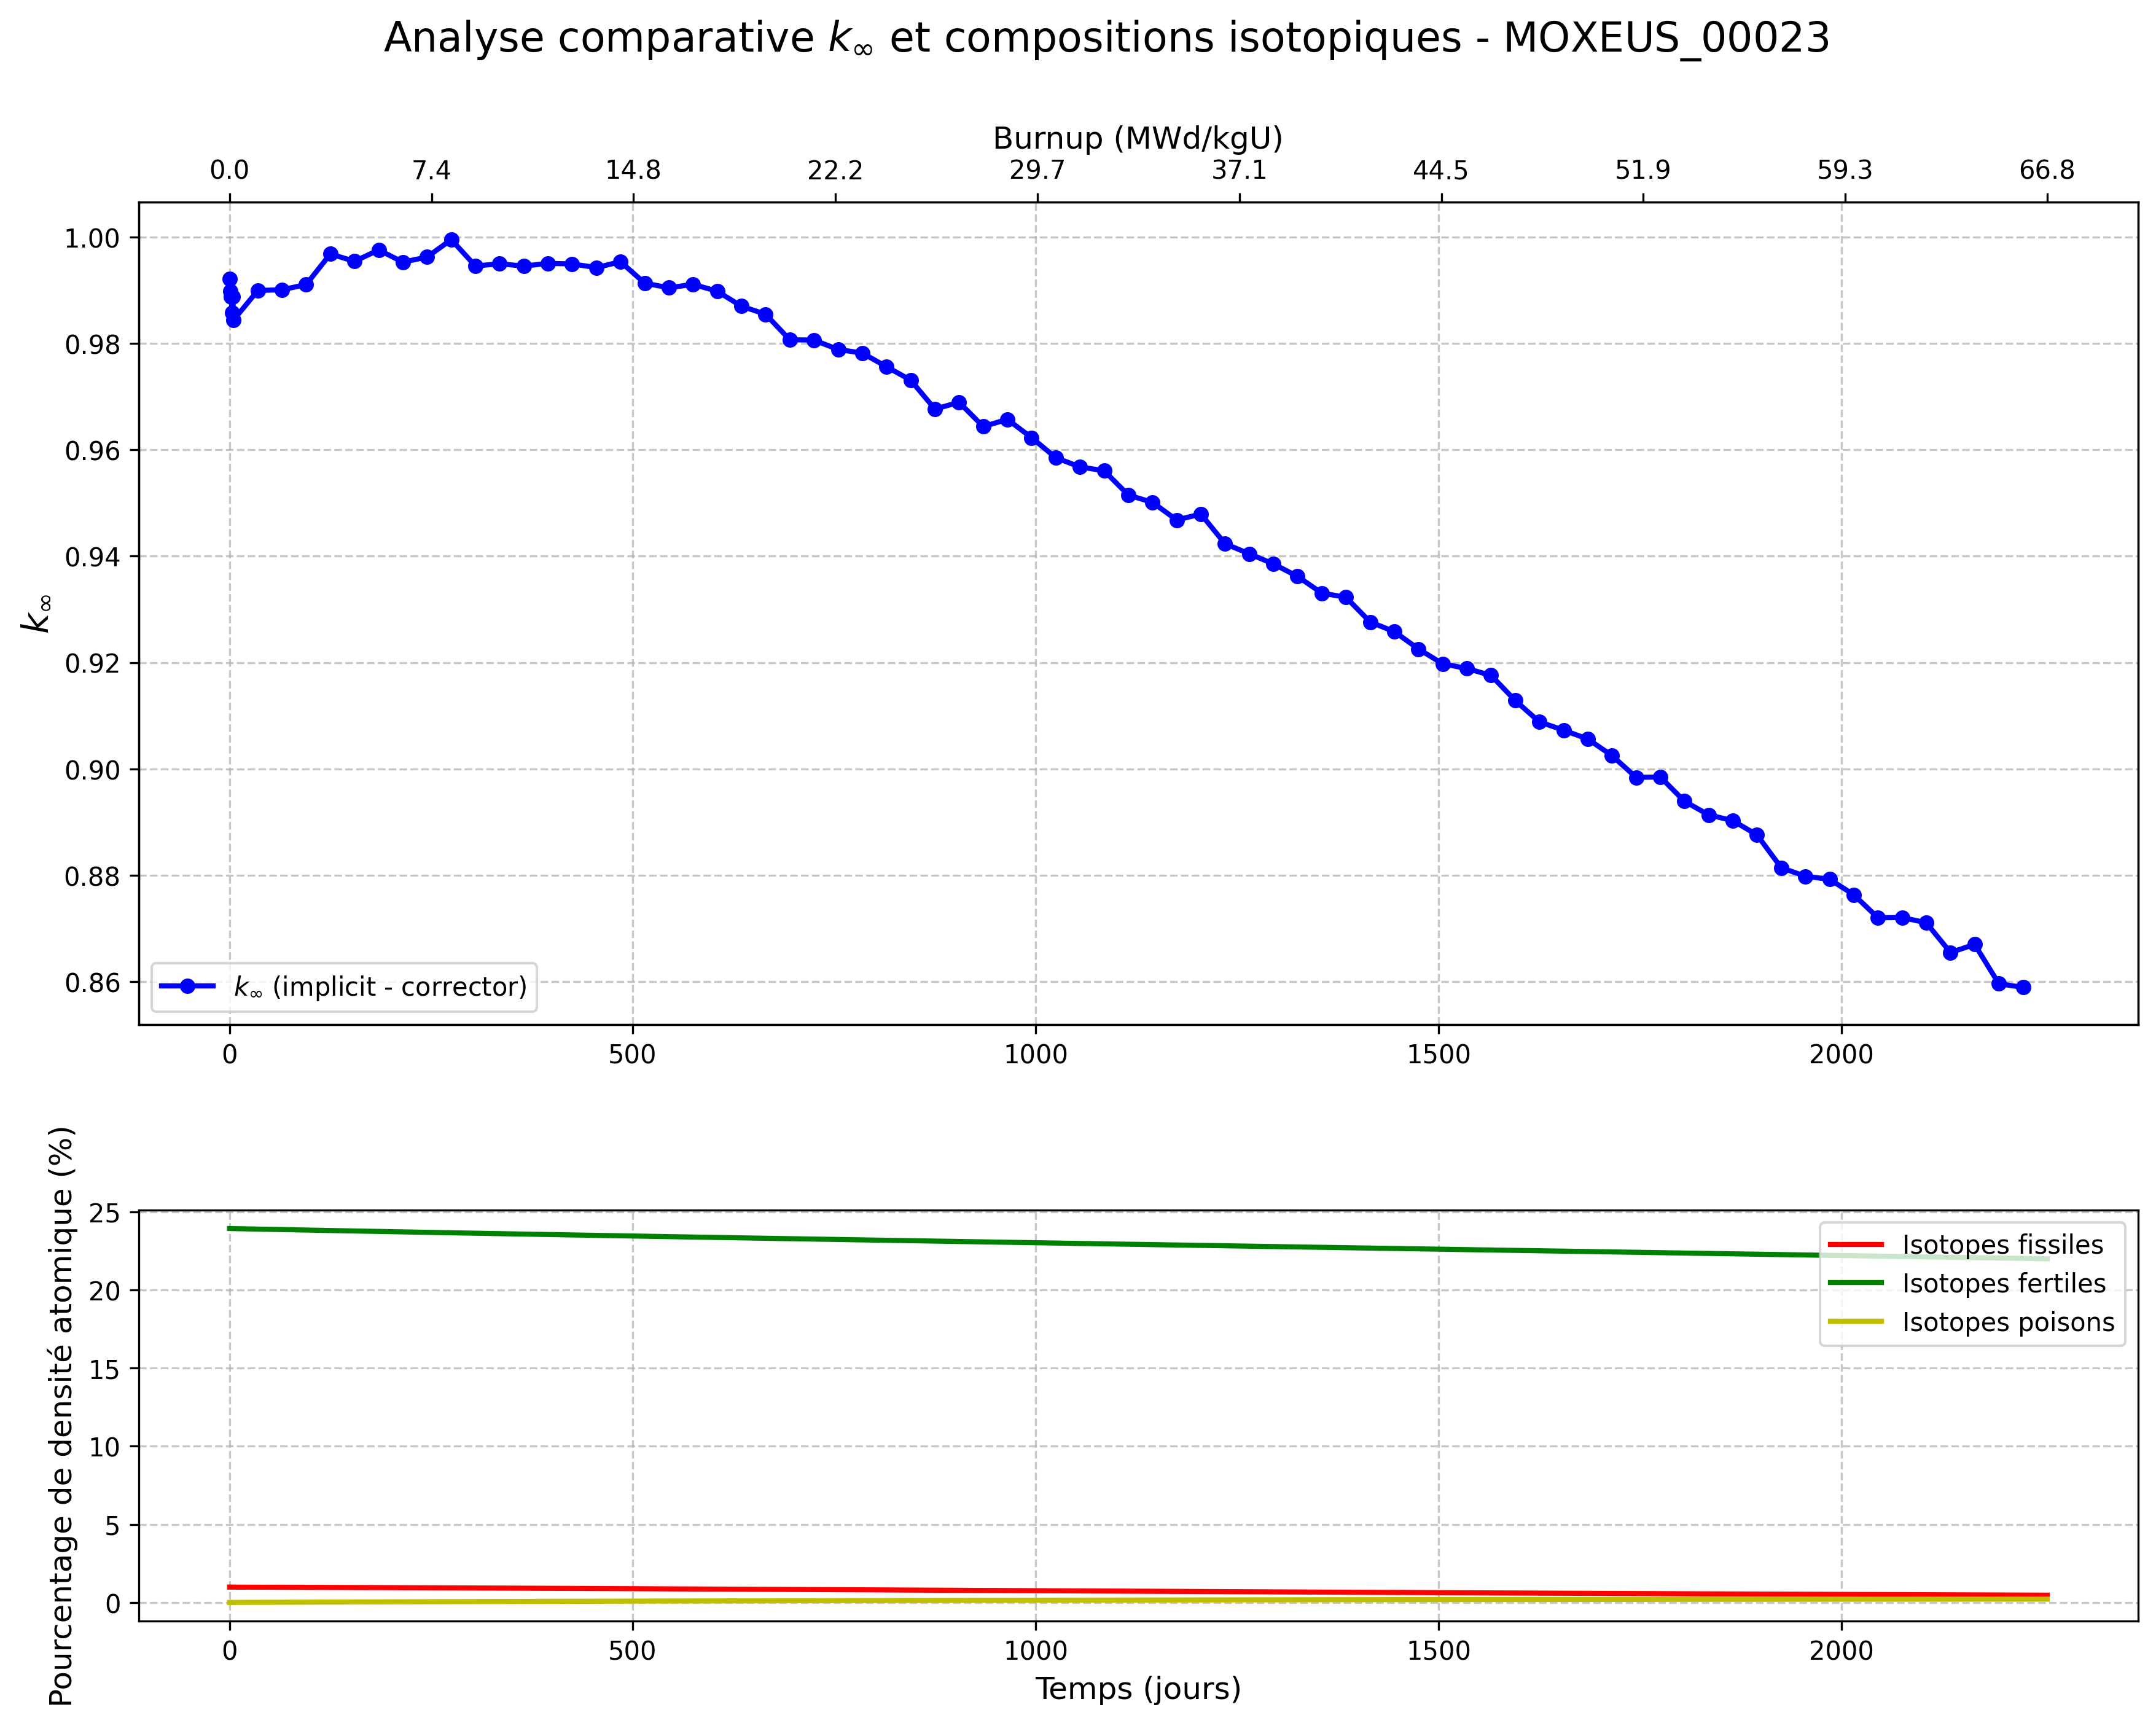 Analyse comparative k∞ et compositions isotopiques - MOXEUS_00023
Burnup (MWd/kgU)
0.0 7.4 14.8 22.2 29.7 37.1 44.5 51.9 59.3 66.8
k∞
1.00
0.98
0.96
0.94
0.92
0.90
0.88
0.86
k∞ (implicit - corrector)
0 500 1000 1500 2000
Pourcentage de densité atomique (%)
25
20
15
10
5
0
Isotopes fissiles
Isotopes fertiles
Isotopes poisons
0 500 1000 1500 2000
Temps (jours)